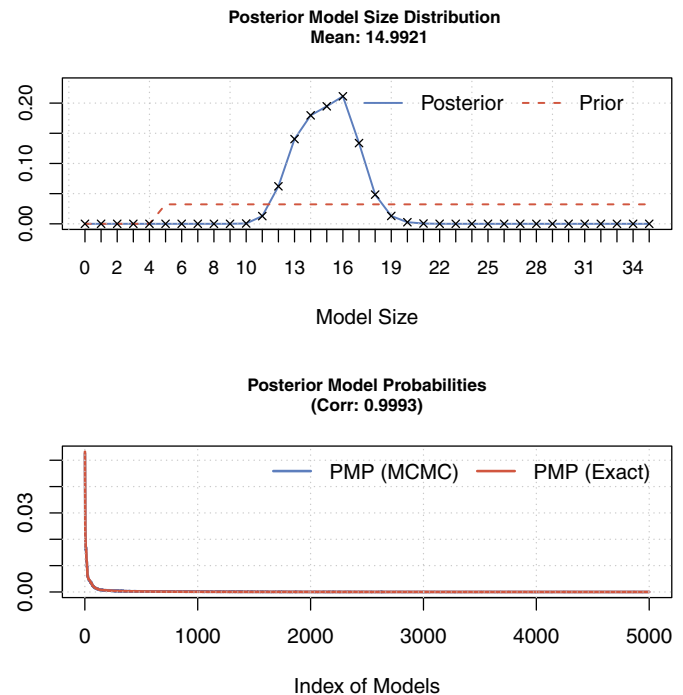 Posterior Model Size Distribution
Mean: 14.9921
0.20
0.10
0.00
Posterior Prior
0 2 4 6 8 10 13 16 19 22 25 28 31 34
Model Size
Posterior Model Probabilities
(Corr: 0.9993)
0.03
0.00
PMP (MCMC) PMP (Exact)
0 1000 2000 3000 4000 5000
Index of Models